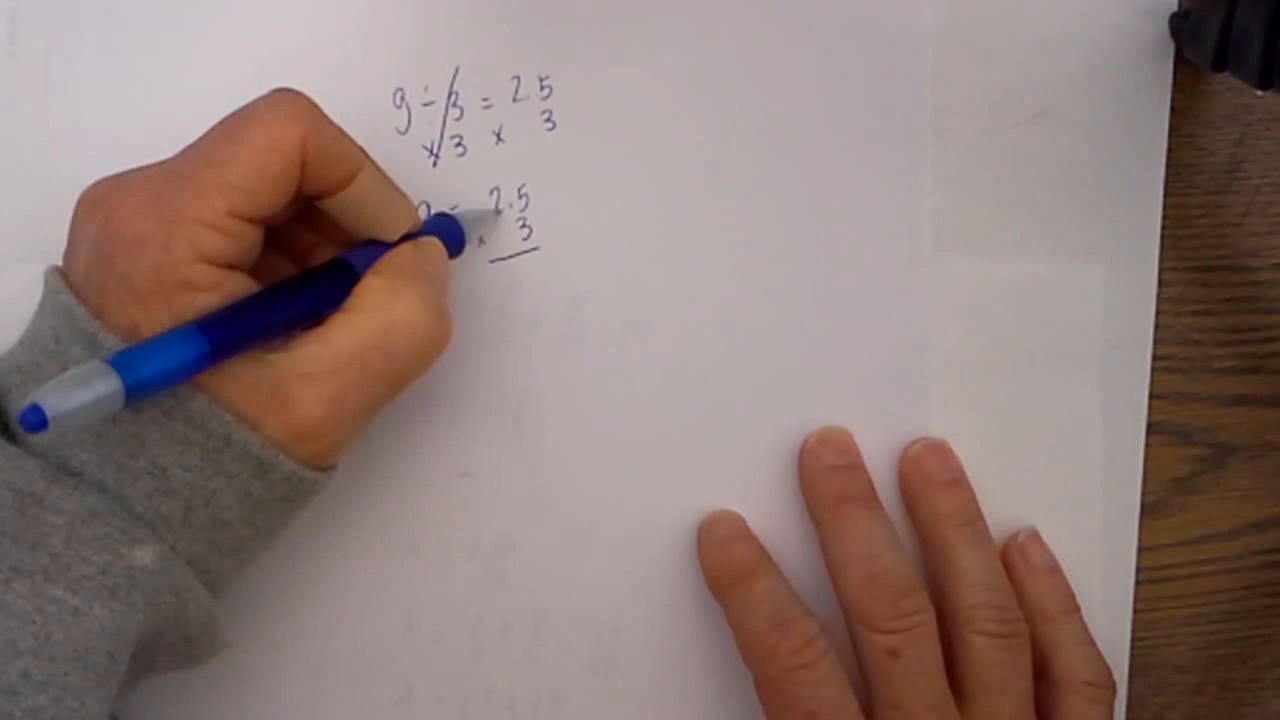 g ÷ 3 = 2.5
x 3 x 3
g = 2.5
x 3